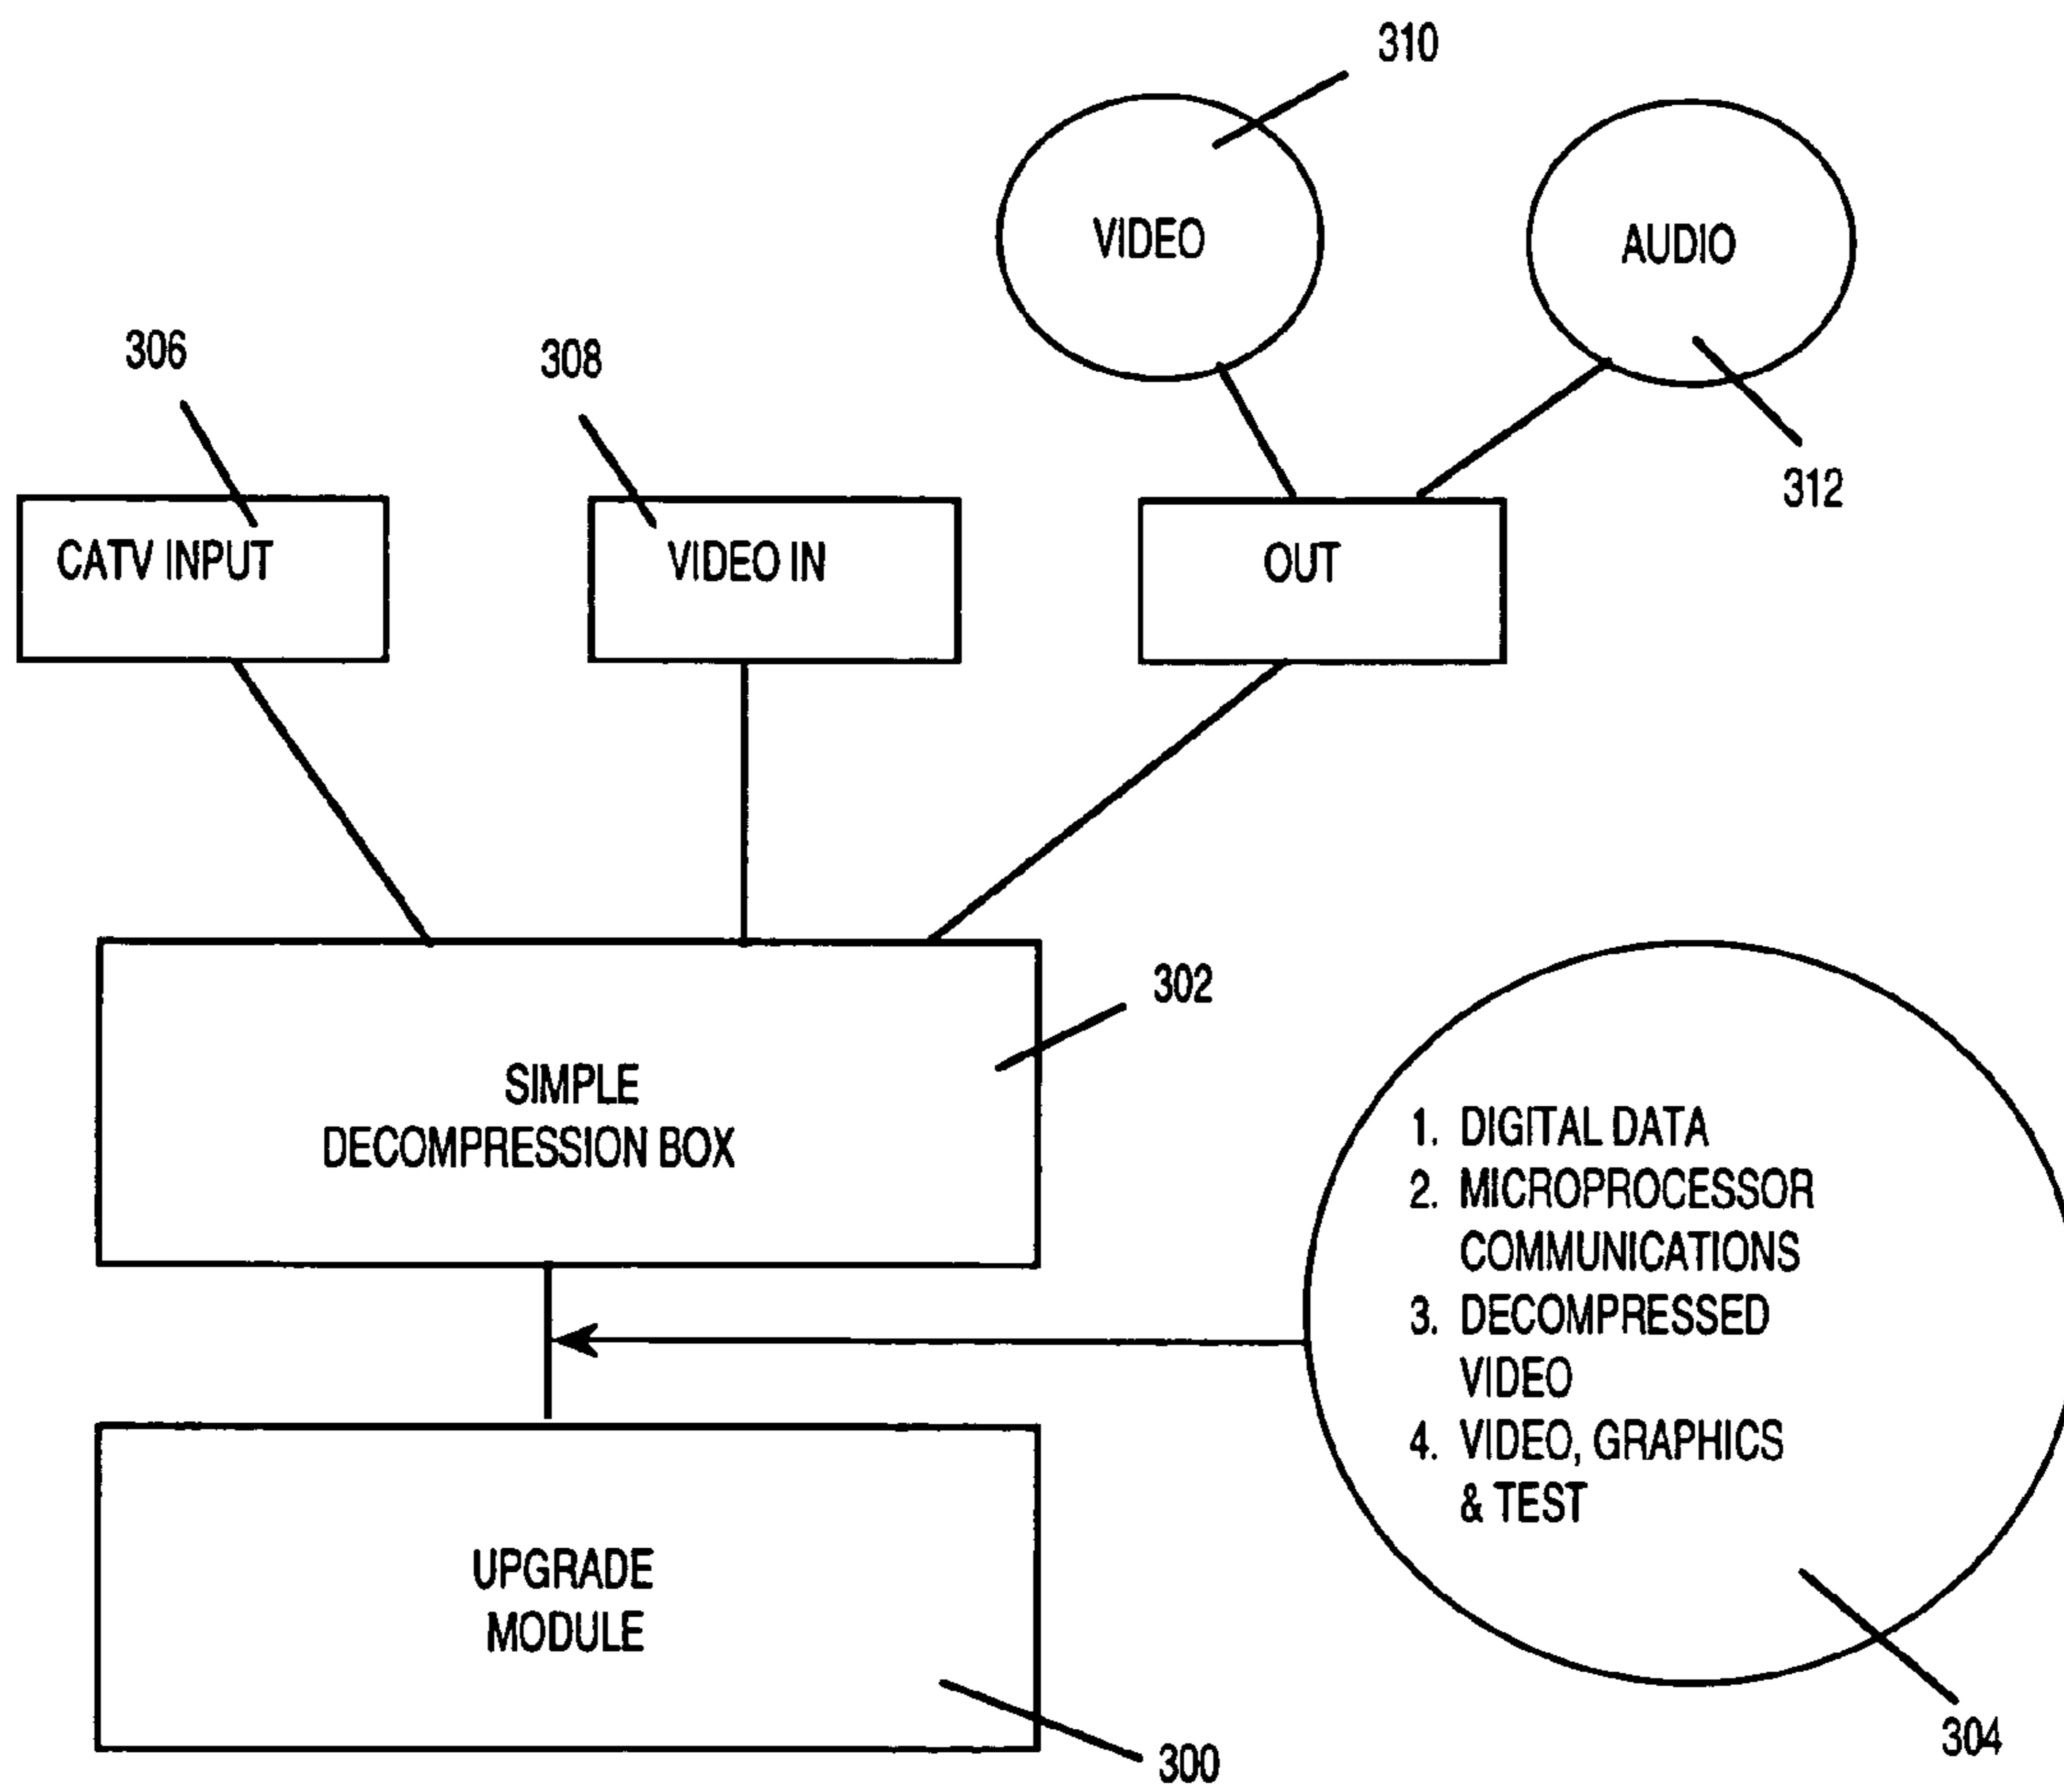 310
VIDEO
AUDIO
306
308
312
CATV INPUT
VIDEO IN
OUT
302
SIMPLE
DECOMPRESSION BOX
1. DIGITAL DATA
2. MICROPROCESSOR
COMMUNICATIONS
3. DECOMPRESSED
VIDEO
4. VIDEO, GRAPHICS
& TEST
UPGRADE
MODULE
304
300